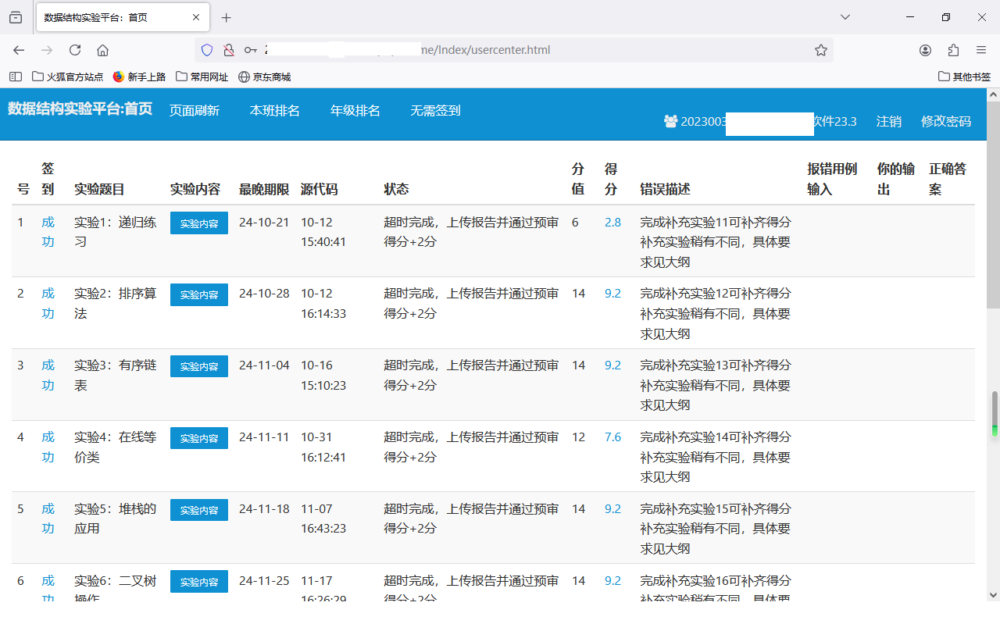 数据结构实验平台：首页
me/Index/usercenter.html
火狐官方站点 新手上路 常用网址 京东商城 其他书签
数据结构实验平台:首页 页面刷新 本班排名 年级排名 无需签到
2023003 软件23.3 注销 修改密码
签 分 得 报错用例 你的输 正确答
号 到 实验题目 实验内容 最晚期限 源代码 状态 值 分 错误描述 输入 出 案
1 成 实验1：递归练 实验内容 24-10-21 10-12 超时完成，上传报告并通过预审 6 2.8 完成补充实验11可补齐得分
功 习 15:40:41 得分+2分 补充实验稍有不同，具体要
求见大纲
2 成 实验2：排序算 实验内容 24-10-28 10-12 超时完成，上传报告并通过预审 14 9.2 完成补充实验12可补齐得分
功 法 16:14:33 得分+2分 补充实验稍有不同，具体要
求见大纲
3 成 实验3：有序链 实验内容 24-11-04 10-16 超时完成，上传报告并通过预审 14 9.2 完成补充实验13可补齐得分
功 表 15:10:23 得分+2分 补充实验稍有不同，具体要
求见大纲
4 成 实验4：在线等 实验内容 24-11-11 10-31 超时完成，上传报告并通过预审 12 7.6 完成补充实验14可补齐得分
功 价类 16:12:41 得分+2分 补充实验稍有不同，具体要
求见大纲
5 成 实验5：堆栈的 实验内容 24-11-18 11-07 超时完成，上传报告并通过预审 14 9.2 完成补充实验15可补齐得分
功 应用 16:43:23 得分+2分 补充实验稍有不同，具体要
求见大纲
6 成 实验6：二叉树 实验内容 24-11-25 11-17 超时完成，上传报告并通过预审 14 9.2 完成补充实验16可补齐得分
功 操作 16:26:29 得分+2分 补充实验稍有不同，具体要